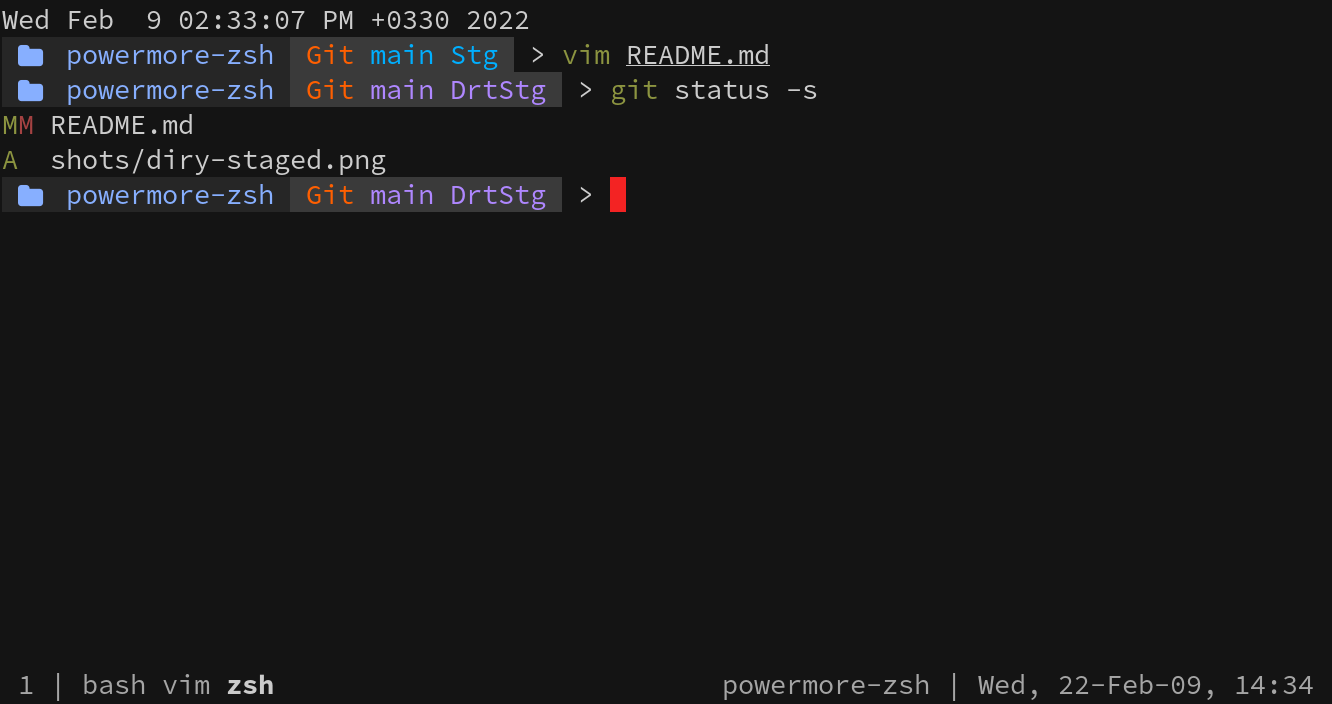 Wed Feb  9 02:33:07 PM +0330 2022
powermore-zsh Git main Stg > vim README.md
powermore-zsh Git main DrtStg > git status -s
MM README.md
A  shots/diry-staged.png
powermore-zsh Git main DrtStg >
1 | bash vim zsh powermore-zsh | Wed, 22-Feb-09, 14:34